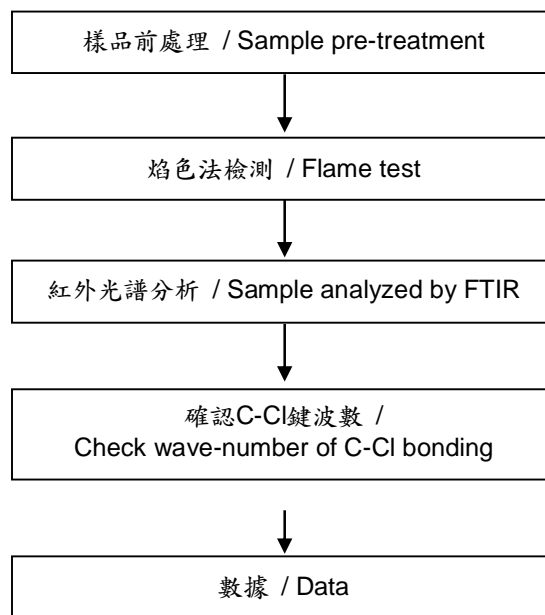 樣品前處理 / Sample pre-treatment
焰色法檢測 / Flame test
紅外光譜分析 / Sample analyzed by FTIR
確認C-Cl鍵波數 /
Check wave-number of C-Cl bonding
數據 / Data